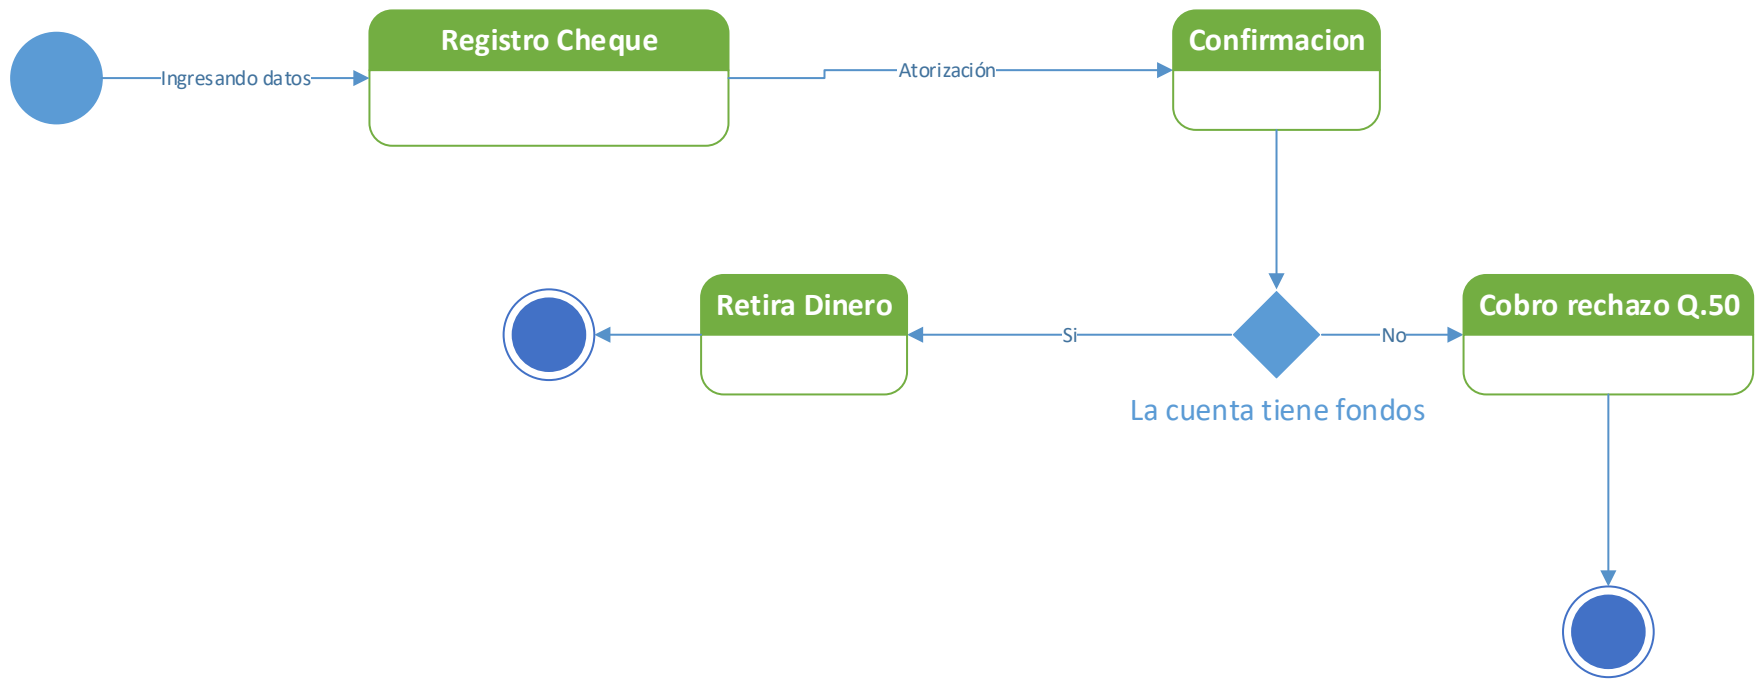 Registro Cheque
Confirmacion
Ingresando datos
Atorización
Retira Dinero
Si
No
Cobro rechazo Q.50
La cuenta tiene fondos